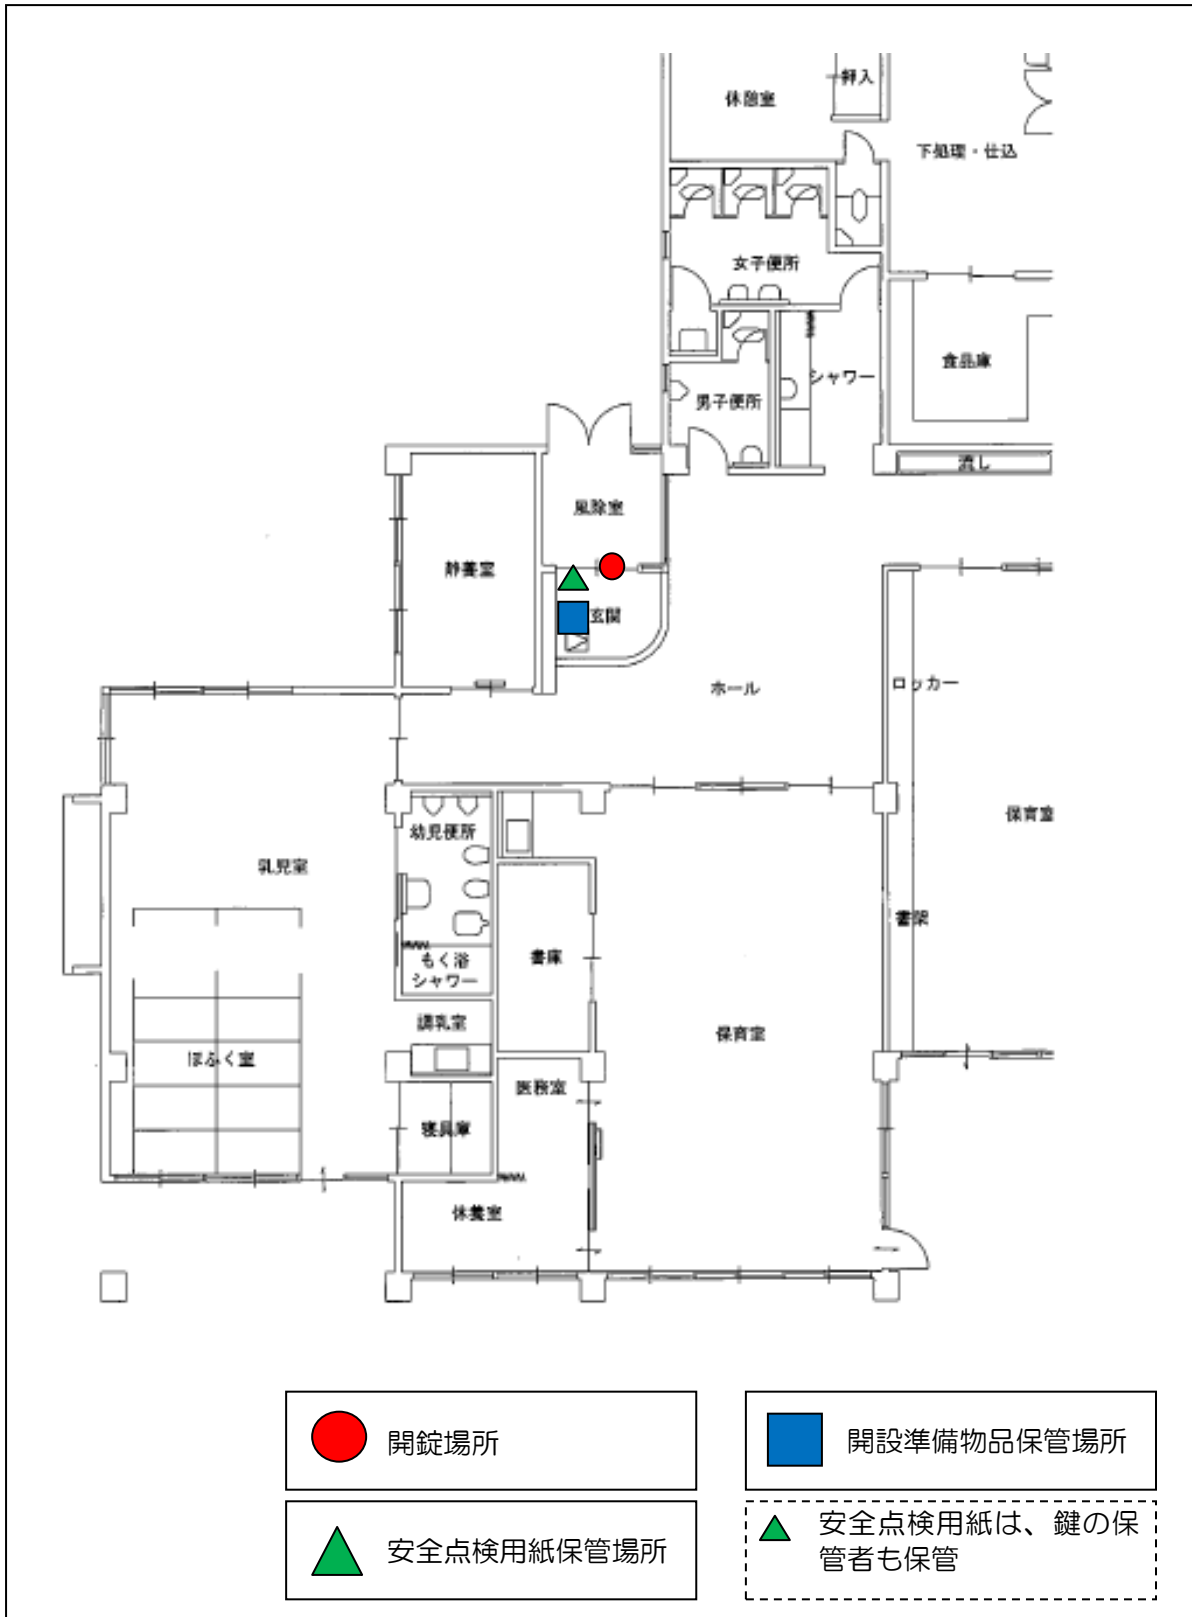 押入
休憩室
下処理・仕込
女子便所
食品庫
シャワー
男子便所
流し
風除室
静養室
玄関
ホール
ロッカー
保育室
幼児便所
乳児室
書架
書庫
もく浴
シャワー
調乳室
保育室
ほふく室
医務室
寝具庫
休養室
開錠場所
開設準備物品保管場所
安全点検用紙保管場所
安全点検用紙は、鍵の保
管者も保管